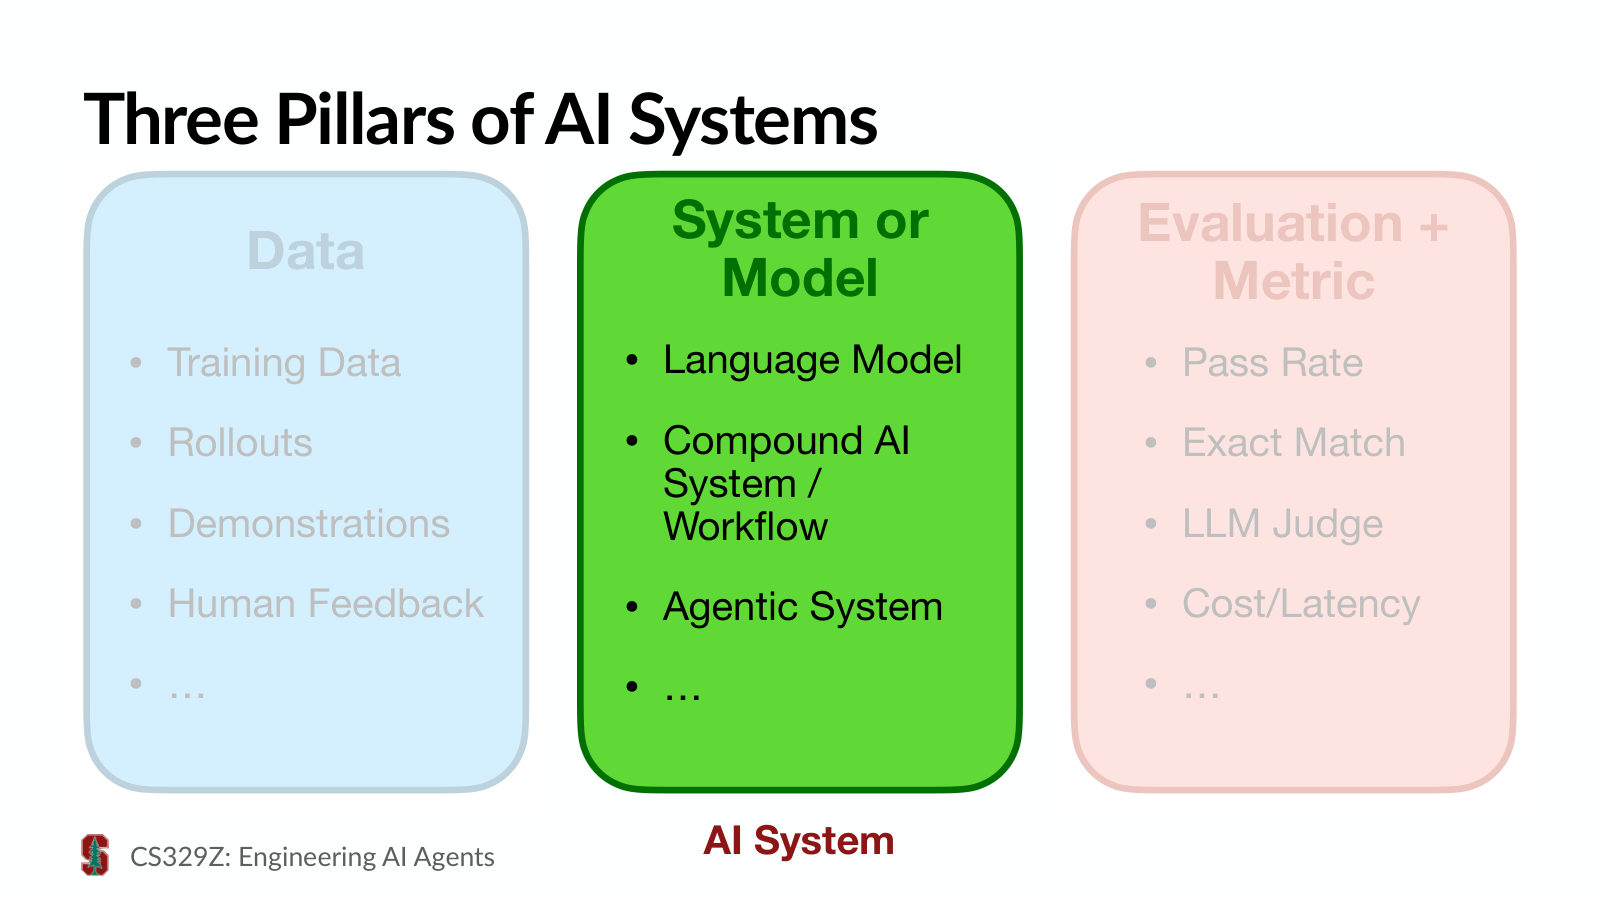 Three Pillars of AI Systems
Data
• Training Data
• Rollouts
• Demonstrations
• Human Feedback
• ...
System or
Model
• Language Model
• Compound AI
System /
Workflow
• Agentic System
• ...
Evaluation +
Metric
• Pass Rate
• Exact Match
• LLM Judge
• Cost/Latency
• ...
AI System
CS329Z: Engineering AI Agents